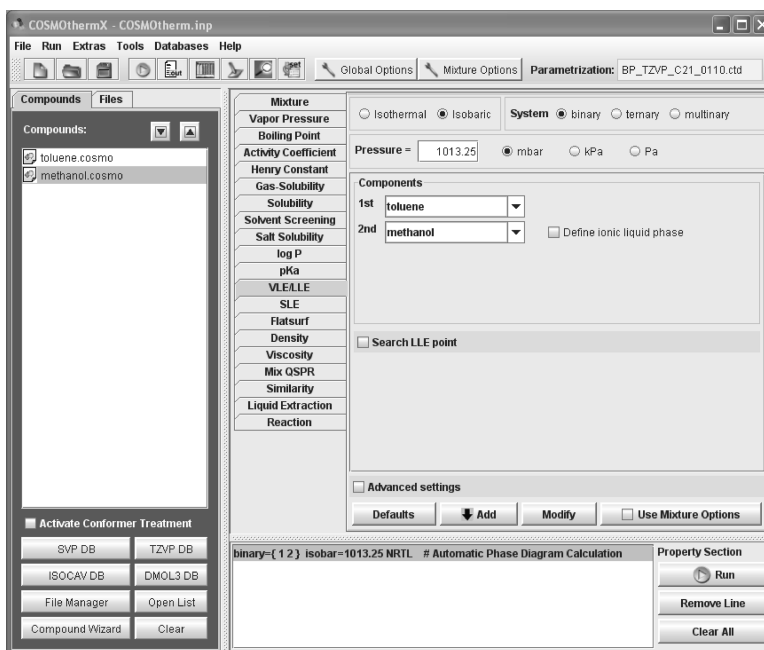 COSMOthermX - COSMOtherm.inp
File Run Extras Tools Databases Help
Global Options Mixture Options Parametrization: BP_TZVP_C21_0110.ctd
Compounds Files
Compounds:
toluene.cosmo
methanol.cosmo
Activate Conformer Treatment
SVP DB TZVP DB
ISOCAV DB DMOL3 DB
File Manager Open List
Compound Wizard Clear
Mixture
Vapor Pressure
Boiling Point
Activity Coefficient
Henry Constant
Gas-Solubility
Solubility
Solvent Screening
Salt Solubility
log P
pKa
VLE/LLE
SLE
Flatsurf
Density
Viscosity
Mix QSPR
Similarity
Liquid Extraction
Reaction
Isothermal Isobaric System binary ternary multinary
Pressure = 1013.25 mbar kPa Pa
Components
1st toluene
2nd methanol Define ionic liquid phase
Search LLE point
Advanced settings
Defaults Add Modify Use Mixture Options
binary={ 1 2 } isobar=1013.25 NRTL # Automatic Phase Diagram Calculation
Property Section
Run
Remove Line
Clear All